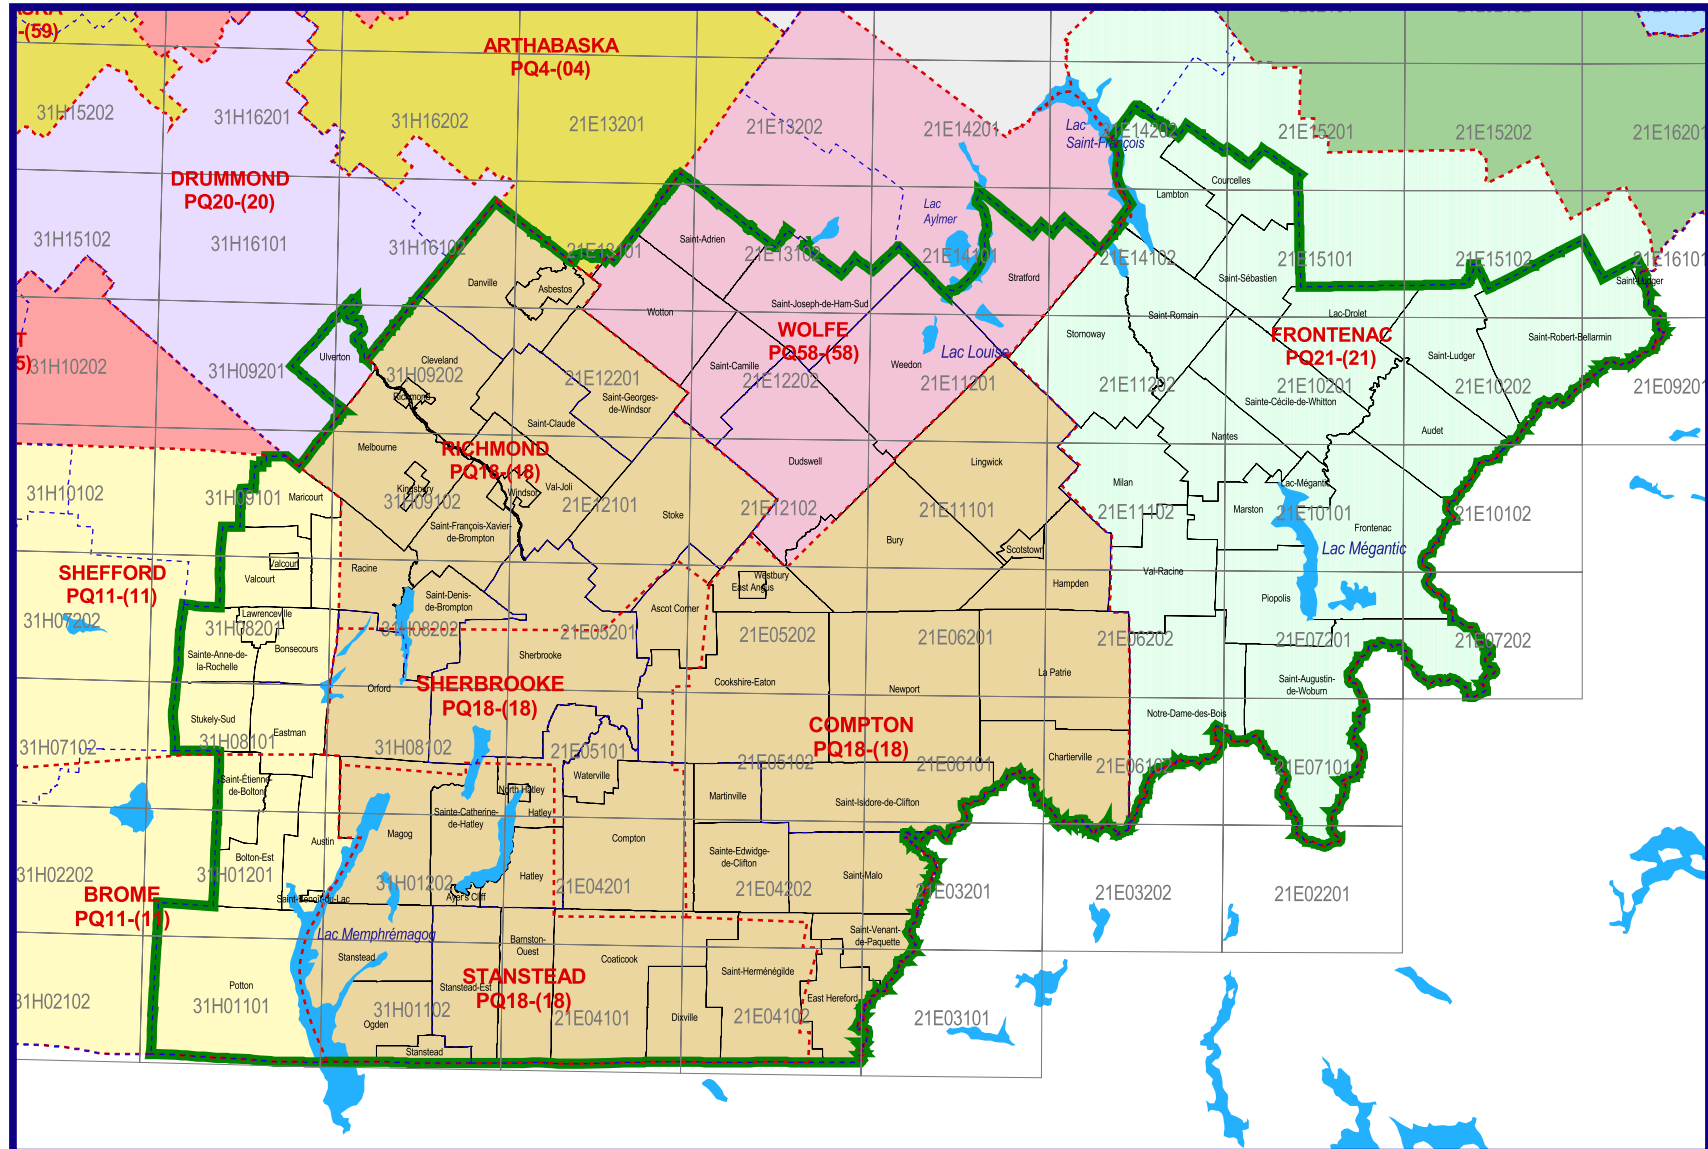 ASKA
-(59)
ARTHABASKA
PQ4-(04)
31H15202
31H16201
31H16202
21E13201
21E13202
21E14201
Lac
Saint-François
21E14202
21E15201
21E15202
21E16201
DRUMMOND
PQ20-(20)
31H15102
31H16101
31H16102
21E13101
Saint-Adrien
21E13102
Lac
Aylmer
21E14101
Stratford
Lambton
Courcelles
21E14102
Saint-Sébastien
21E15101
21E15102
21E16101
Saint-Ludger
Danville
Asbestos
Wotton
Saint-Joseph-de-Ham-Sud
WOLFE
PQ58-(58)
Lac Louise
Stornoway
Saint-Romain
Lac-Drolet
FRONTENAC
PQ21-(21)
Saint-Ludger
Saint-Robert-Bellarmin
T
5)
31H10202
31H09201
Ulverton
Cleveland
31H09202
Richmond
21E12201
Saint-Georges-
de-Windsor
Saint-Camille
21E12202
Weedon
21E11201
21E11202
21E10201
Sainte-Cécile-de-Whitton
21E10202
21E09201
Saint-Claude
Melbourne
RICHMOND
PQ18-(18)
Dudswell
Lingwick
Nantes
Audet
31H10102
31H09101
Maricourt
Kingsbury
31H09102
Windsor
Val-Joli
21E12101
Stoke
21E12102
21E11101
Milan
21E11102
Lac-Mégantic
Marston
21E10101
Frontenac
21E10102
Saint-François-Xavier-
de-Brompton
Bury
Scotstown
Lac Mégantic
SHEFFORD
PQ11-(11)
Valcourt
Valcourt
Racine
Saint-Denis-
de-Brompton
Ascot Corner
Westbury
East Angus
Hampden
Val-Racine
Piopolis
31H07202
Lawrenceville
31H08201
31H08202
21E05201
21E05202
21E06201
21E06202
21E07201
21E07202
Sainte-Anne-de-
la-Rochelle
Bonsecours
Sherbrooke
Orford
SHERBROOKE
PQ18-(18)
Cookshire-Eaton
Newport
La Patrie
Saint-Augustin-
de-Woburn
Stukely-Sud
Eastman
Notre-Dame-des-Bois
COMPTON
PQ18-(18)
31H07102
31H08101
31H08102
21E05101
21E05102
21E06101
Chartierville
21E06102
21E07101
Saint-Étienne-
de-Bolton
Waterville
North Hatley
Hatley
Martinville
Saint-Isidore-de-Clifton
Sainte-Catherine-
de-Hatley
Austin
Magog
Compton
Sainte-Edwidge-
de-Clifton
Bolton-Est
31H02202
31H01201
31H01202
Hatley
21E04201
21E04202
Saint-Malo
21E03201
21E03202
21E02201
BROME
PQ11-(11)
Saint-Benoît-du-Lac
Ayer's Cliff
Lac Memphrémagog
Stanstead
Barnston-
Ouest
Coaticook
Saint-Venant-
de-Paquette
STANSTEAD
PQ18-(18)
Saint-Herménégilde
Stanstead-Est
East Hereford
Potton
31H02102
31H01101
31H01102
Ogden
21E04101
Dixville
21E04102
21E03101
Stanstead